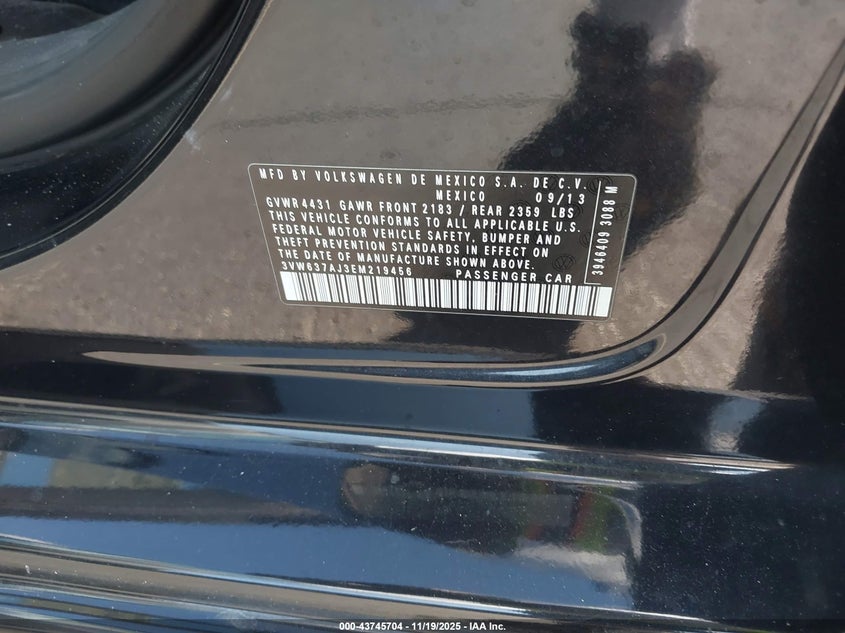 MFD BY VOLKSWAGEN DE MEXICO S.A. DE C.V.
MEXICO 09/13
GVWR 4431 GAWR FRONT 2183 / REAR 2359 LBS
THIS VEHICLE CONFORMS TO ALL APPLICABLE U.S.
FEDERAL MOTOR VEHICLE SAFETY, BUMPER AND
THEFT PREVENTION STANDARDS IN EFFECT ON
THE DATE OF MANUFACTURE SHOWN ABOVE.
3VW637AJ3EM219456 PASSENGER CAR
3946409 3088 M
000-43745704 - 11/19/2025 - IAA Inc.